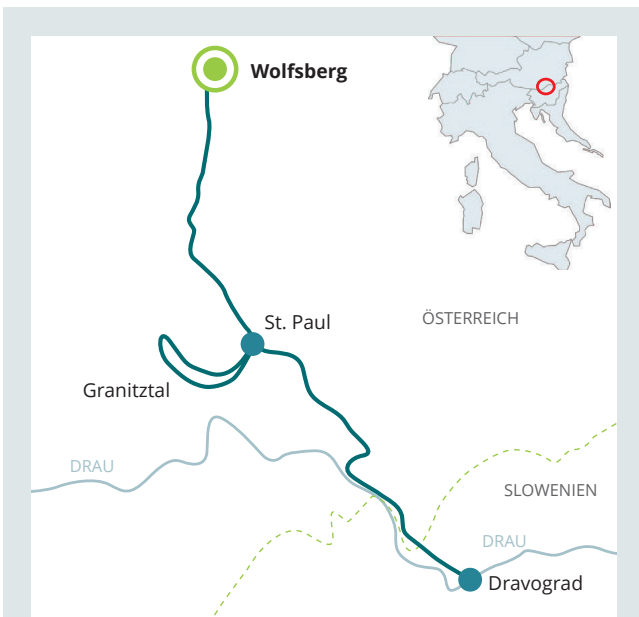 Wolfsberg
St. Paul
ÖSTERREICH
Granitztal
DRAU
SLOWENIEN
DRAU
Dravograd